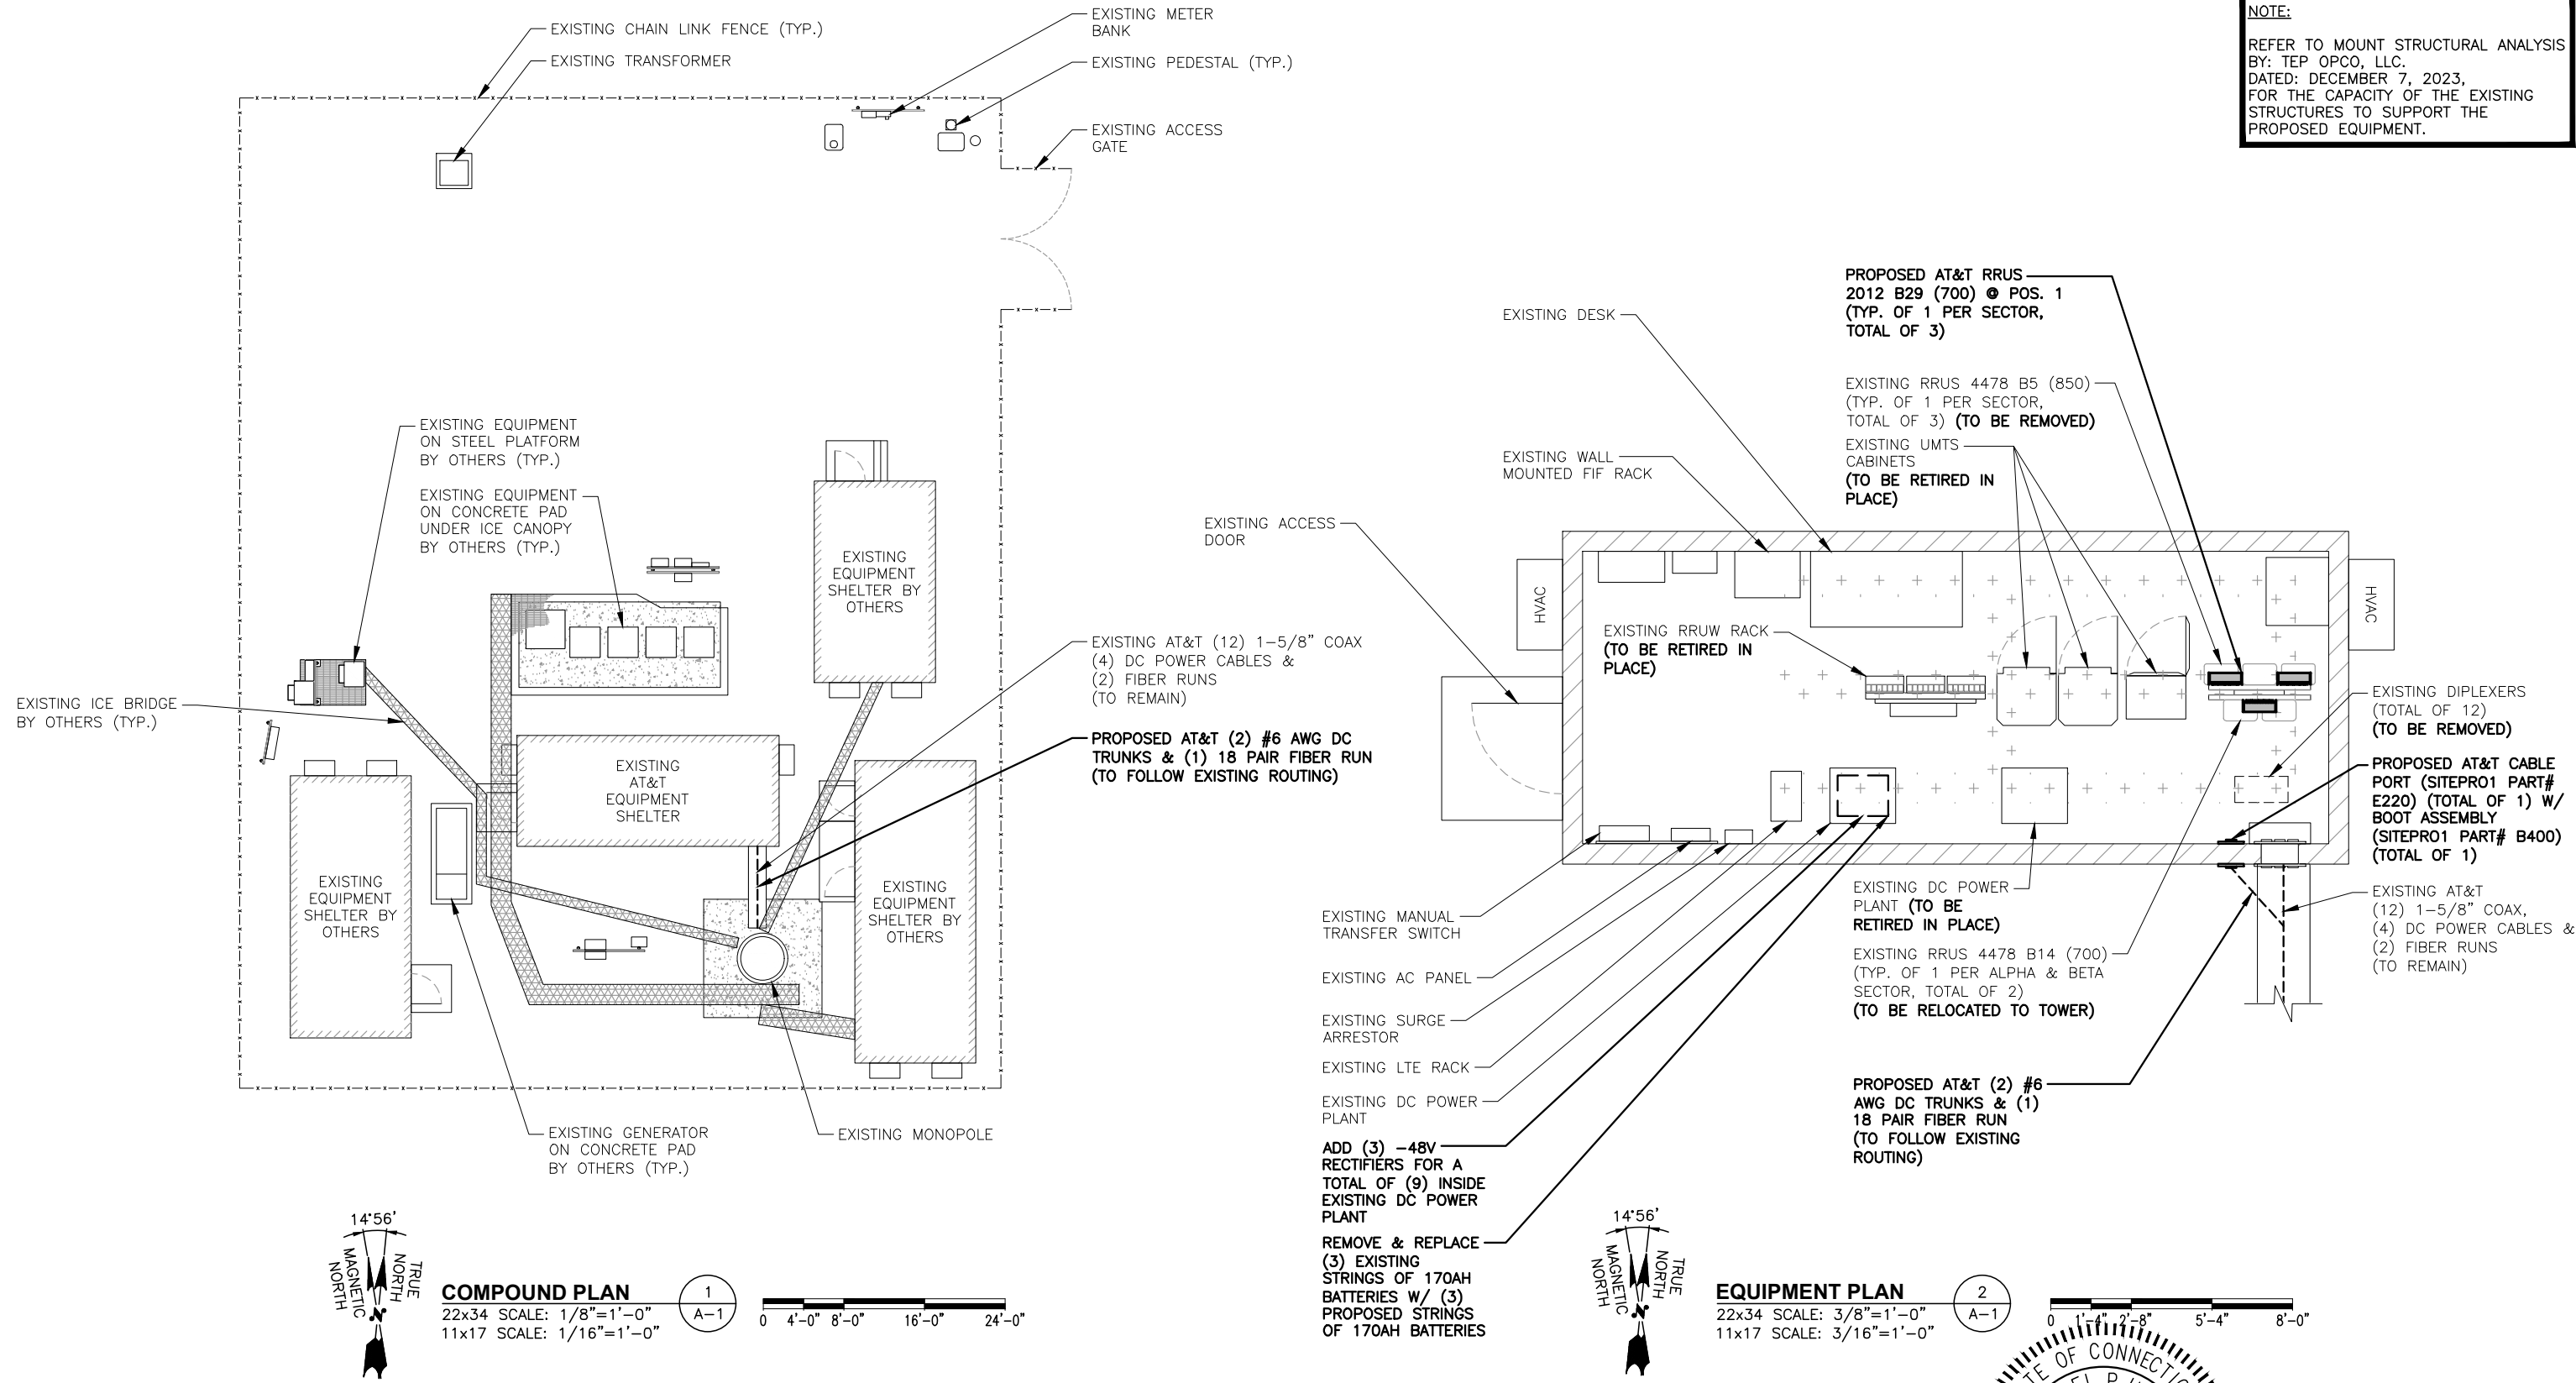 NOTE:
REFER TO MOUNT STRUCTURAL ANALYSIS
BY: TEP OPCO, LLC.
DATED: DECEMBER 7, 2023,
FOR THE CAPACITY OF THE EXISTING
STRUCTURES TO SUPPORT THE
PROPOSED EQUIPMENT.
EXISTING CHAIN LINK FENCE (TYP.)
EXISTING TRANSFORMER
EXISTING METER
BANK
EXISTING PEDESTAL (TYP.)
EXISTING ACCESS
GATE
EXISTING EQUIPMENT
ON STEEL PLATFORM
BY OTHERS (TYP.)
EXISTING EQUIPMENT
ON CONCRETE PAD
UNDER ICE CANOPY
BY OTHERS (TYP.)
EXISTING
EQUIPMENT
SHELTER BY
OTHERS
EXISTING AT&T (12) 1-5/8" COAX
(4) DC POWER CABLES &
(2) FIBER RUNS
(TO REMAIN)
PROPOSED AT&T (2) #6 AWG DC
TRUNKS & (1) 18 PAIR FIBER RUN
(TO FOLLOW EXISTING ROUTING)
EXISTING ICE BRIDGE
BY OTHERS (TYP.)
EXISTING
AT&T
EQUIPMENT
SHELTER
EXISTING
EQUIPMENT
SHELTER BY
OTHERS
EXISTING
EQUIPMENT
SHELTER BY
OTHERS
EXISTING GENERATOR
ON CONCRETE PAD
BY OTHERS (TYP.)
EXISTING MONOPOLE
14°56'
MAGNETIC
NORTH
TRUE
NORTH
N
COMPOUND PLAN
22x34 SCALE: 1/8"=1'-0"
11x17 SCALE: 1/16"=1'-0"
1
A-1
0 4'-0" 8'-0" 16'-0" 24'-0"
PROPOSED AT&T RRUS
2012 B29 (700) @ POS. 1
(TYP. OF 1 PER SECTOR,
TOTAL OF 3)
EXISTING DESK
EXISTING RRUS 4478 B5 (850)
(TYP. OF 1 PER SECTOR,
TOTAL OF 3) (TO BE REMOVED)
EXISTING UMTS
CABINETS
(TO BE RETIRED IN
PLACE)
EXISTING WALL
MOUNTED FIF RACK
EXISTING ACCESS
DOOR
HVAC
HVAC
EXISTING RRUW RACK
(TO BE RETIRED IN
PLACE)
EXISTING DIPLEXERS
(TOTAL OF 12)
(TO BE REMOVED)
PROPOSED AT&T CABLE
PORT (SITEPRO1 PART#
E220) (TOTAL OF 1) W/
BOOT ASSEMBLY
(SITEPRO1 PART# B400)
(TOTAL OF 1)
EXISTING AT&T
(12) 1-5/8" COAX,
(4) DC POWER CABLES &
(2) FIBER RUNS
(TO REMAIN)
EXISTING DC POWER
PLANT (TO BE
RETIRED IN PLACE)
EXISTING RRUS 4478 B14 (700)
(TYP. OF 1 PER ALPHA & BETA
SECTOR, TOTAL OF 2)
(TO BE RELOCATED TO TOWER)
PROPOSED AT&T (2) #6
AWG DC TRUNKS & (1)
18 PAIR FIBER RUN
(TO FOLLOW EXISTING
ROUTING)
EXISTING MANUAL
TRANSFER SWITCH
EXISTING AC PANEL
EXISTING SURGE
ARRESTOR
EXISTING LTE RACK
EXISTING DC POWER
PLANT
ADD (3) -48V
RECTIFIERS FOR A
TOTAL OF (9) INSIDE
EXISTING DC POWER
PLANT
REMOVE & REPLACE
(3) EXISTING
STRINGS OF 170AH
BATTERIES W/ (3)
PROPOSED STRINGS
OF 170AH BATTERIES
14°56'
MAGNETIC
NORTH
TRUE
NORTH
N
EQUIPMENT PLAN
22x34 SCALE: 3/8"=1'-0"
11x17 SCALE: 3/16"=1'-0"
2
A-1
0 1'-4" 2'-8" 5'-4" 8'-0"
OF CONNECTI